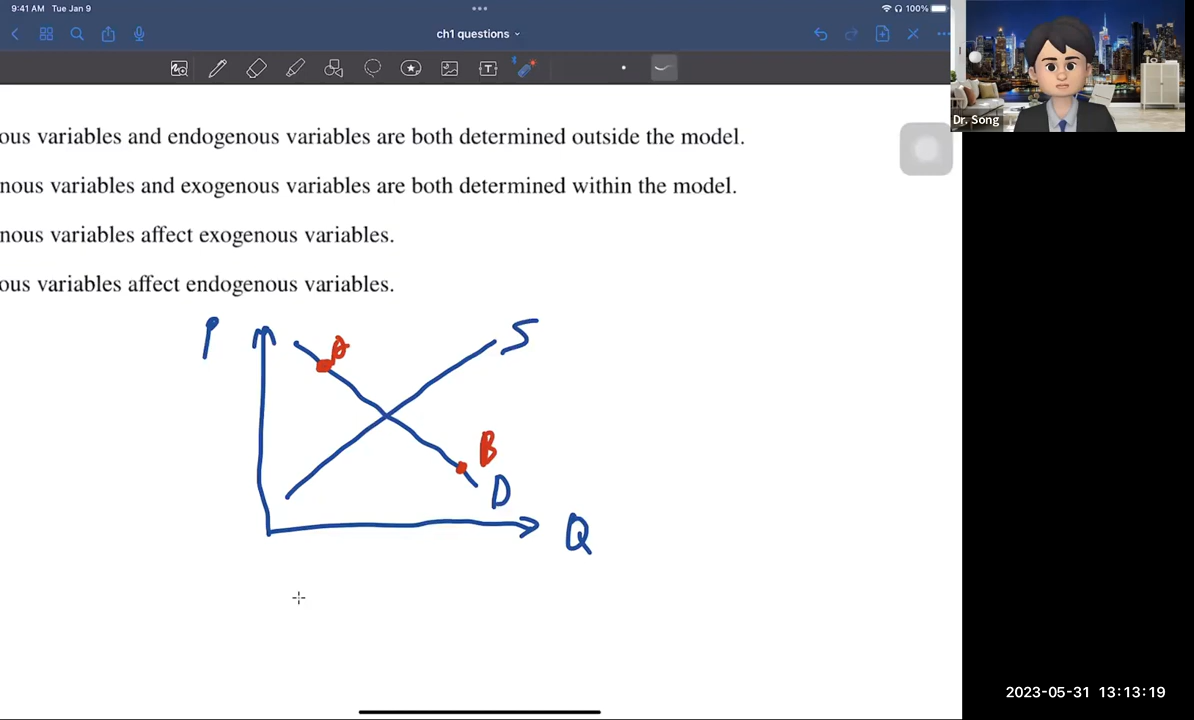 9:41 AM Tue Jan 9
100%
ch1 questions
Dr. Song
ous variables and endogenous variables are both determined outside the model.
nous variables and exogenous variables are both determined within the model.
nous variables affect exogenous variables.
ous variables affect endogenous variables.
P
S
B
D
Q
2023-05-31 13:13:19